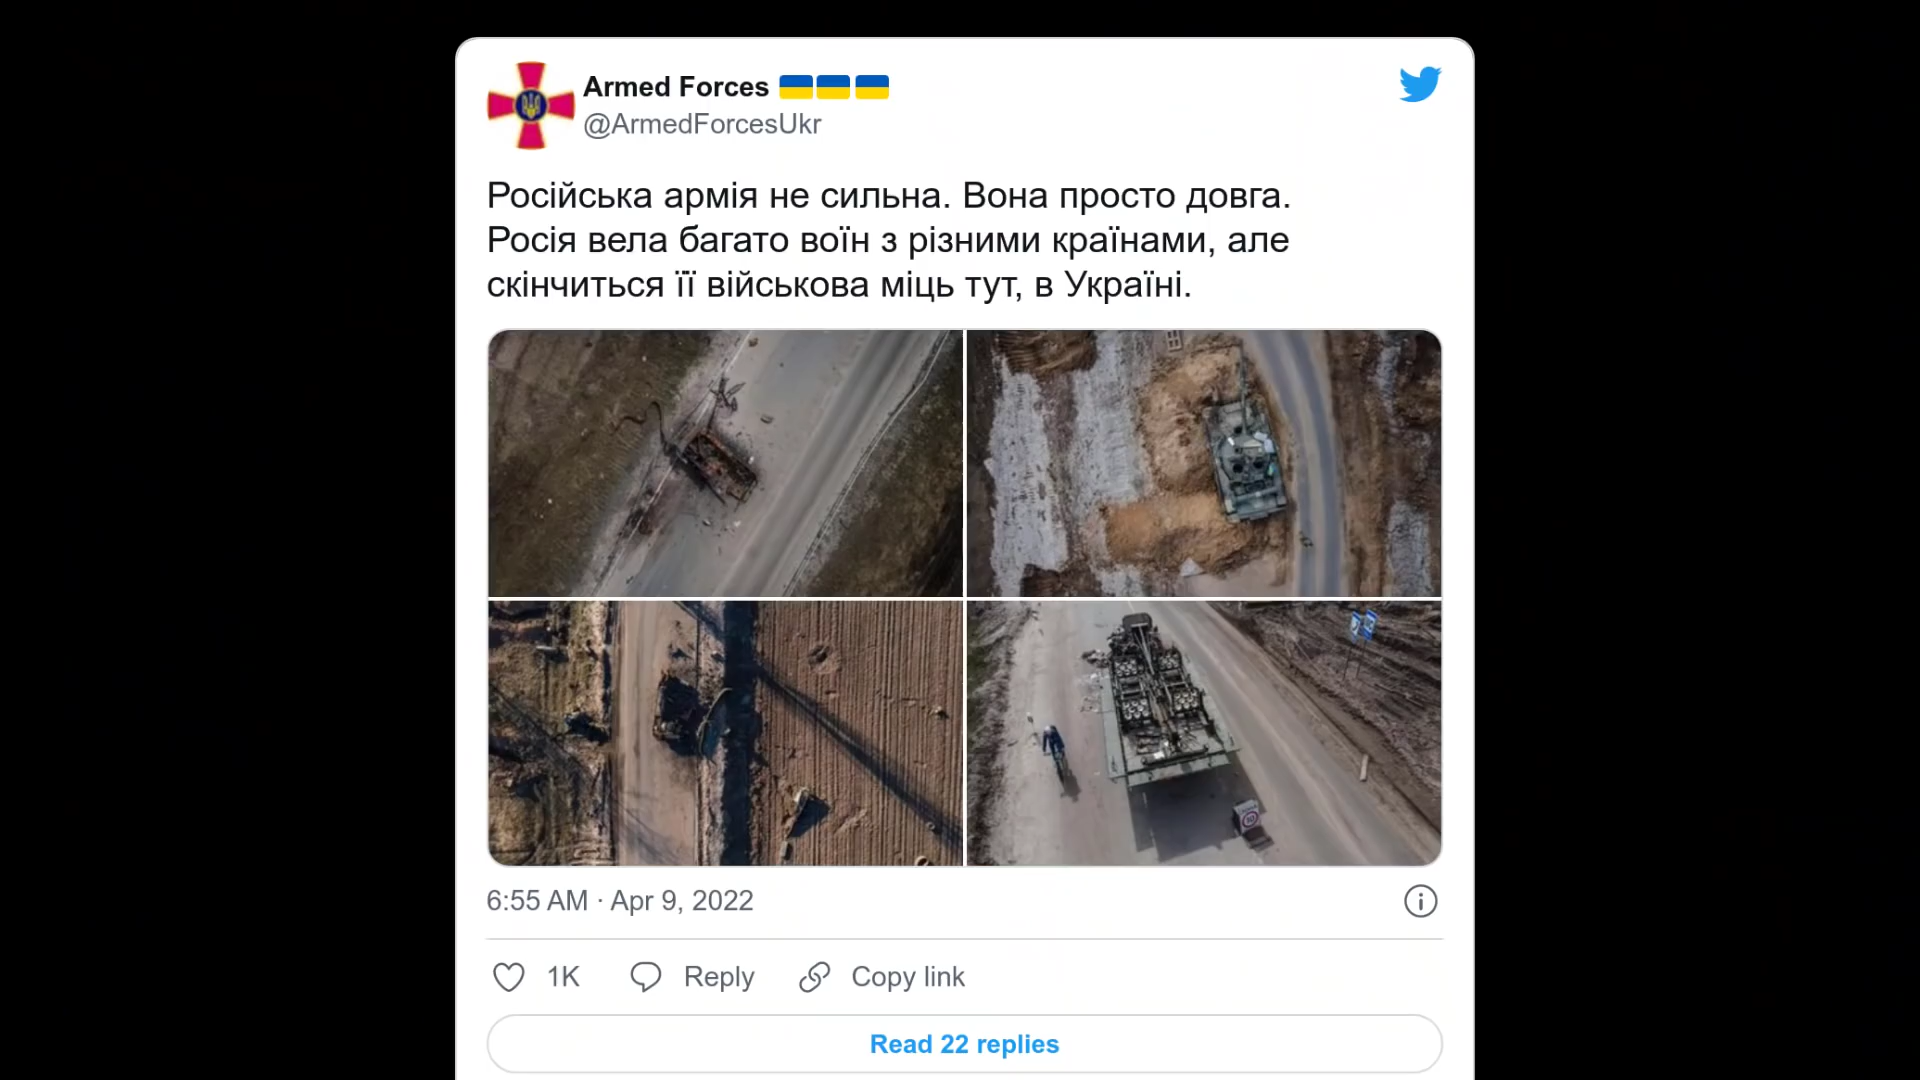 Armed Forces
@ArmedForcesUkr
Російська армія не сильна. Вона просто довга.
Росія вела багато воїн з різними країнами, але
скінчиться її військова міць тут, в Україні.
6:55 AM · Apr 9, 2022
1K Reply Copy link
Read 22 replies